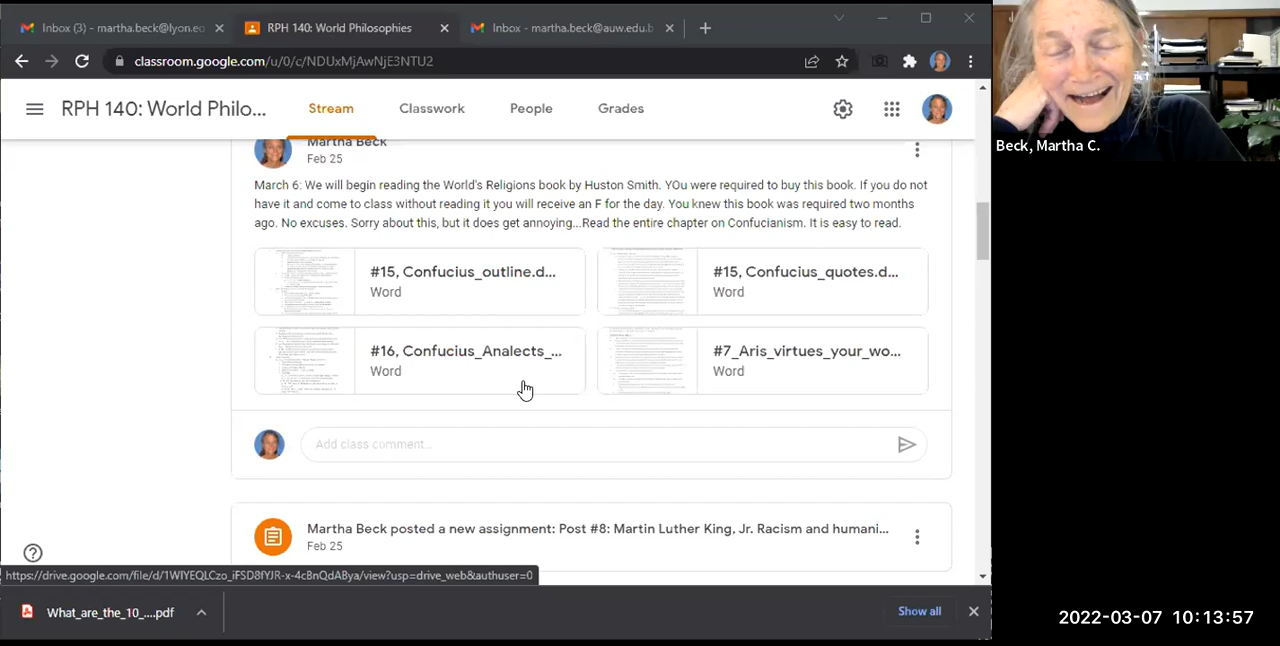 Inbox (3) - martha.beck@lyon.ec
RPH 140: World Philosophies
Inbox - martha.beck@auw.edu.b
classroom.google.com/u/0/c/NDUxMjAwNjE3NTU2
RPH 140: World Philo...
Stream
Classwork
People
Grades
Martha Beck
Feb 25
March 6: We will begin reading the World's Religions book by Huston Smith. YOu were required to buy this book. If you do not
have it and come to class without reading it you will receive an F for the day. You knew this book was required two months
ago. No excuses. Sorry about this, but it does get annoying...Read the entire chapter on Confucianism. It is easy to read.
#15, Confucius_outline.d...
Word
#15, Confucius_quotes.d...
Word
#16, Confucius_Analects_...
Word
#7_Aris_virtues_your_wo...
Word
Add class comment...
Martha Beck posted a new assignment: Post #8: Martin Luther King, Jr. Racism and humani...
Feb 25
https://drive.google.com/file/d/1WIYEQLCzo_iFSD8fYJR-x-4cBnQdABya/view?usp=drive_web&authuser=0
What_are_the_10_....pdf
Show all
Beck, Martha C.
2022-03-07 10:13:57